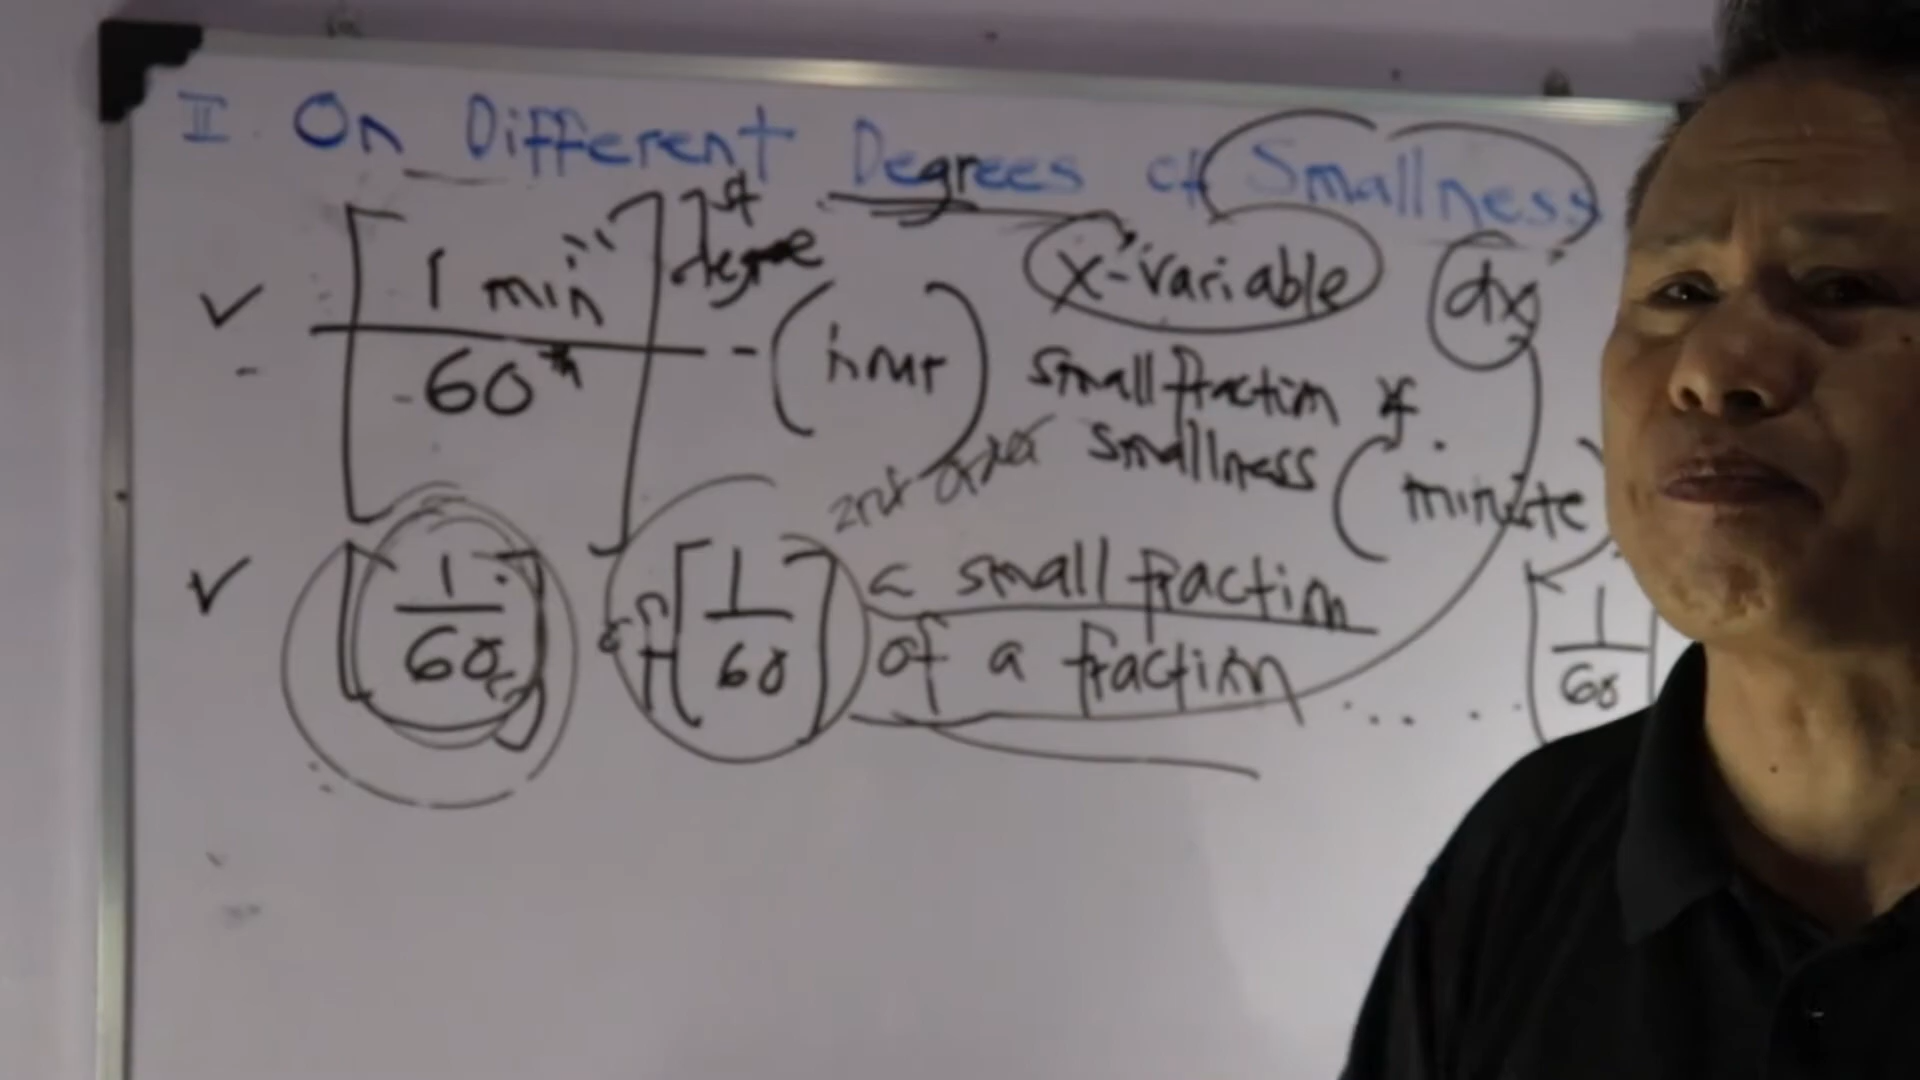 II. On Different Degrees of Smallness
1 min 1st degree
60th - (hour)
x-variable dx
small fraction of
smallness (minute
2nd order
[1/60] of [1/60] a small fraction
of a fraction ..... 1/60